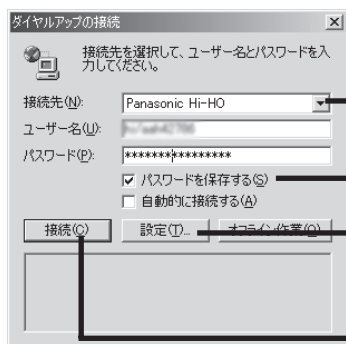 ダイヤルアップの接続
接続先を選択して、ユーザー名とパスワードを入
力してください。
接続先(N): Panasonic Hi-HO
ユーザー名(U):
パスワード(P): ****************
パスワードを保存する(S)
自動的に接続する(A)
接続(C) 設定(T)... オフライン作業(O)